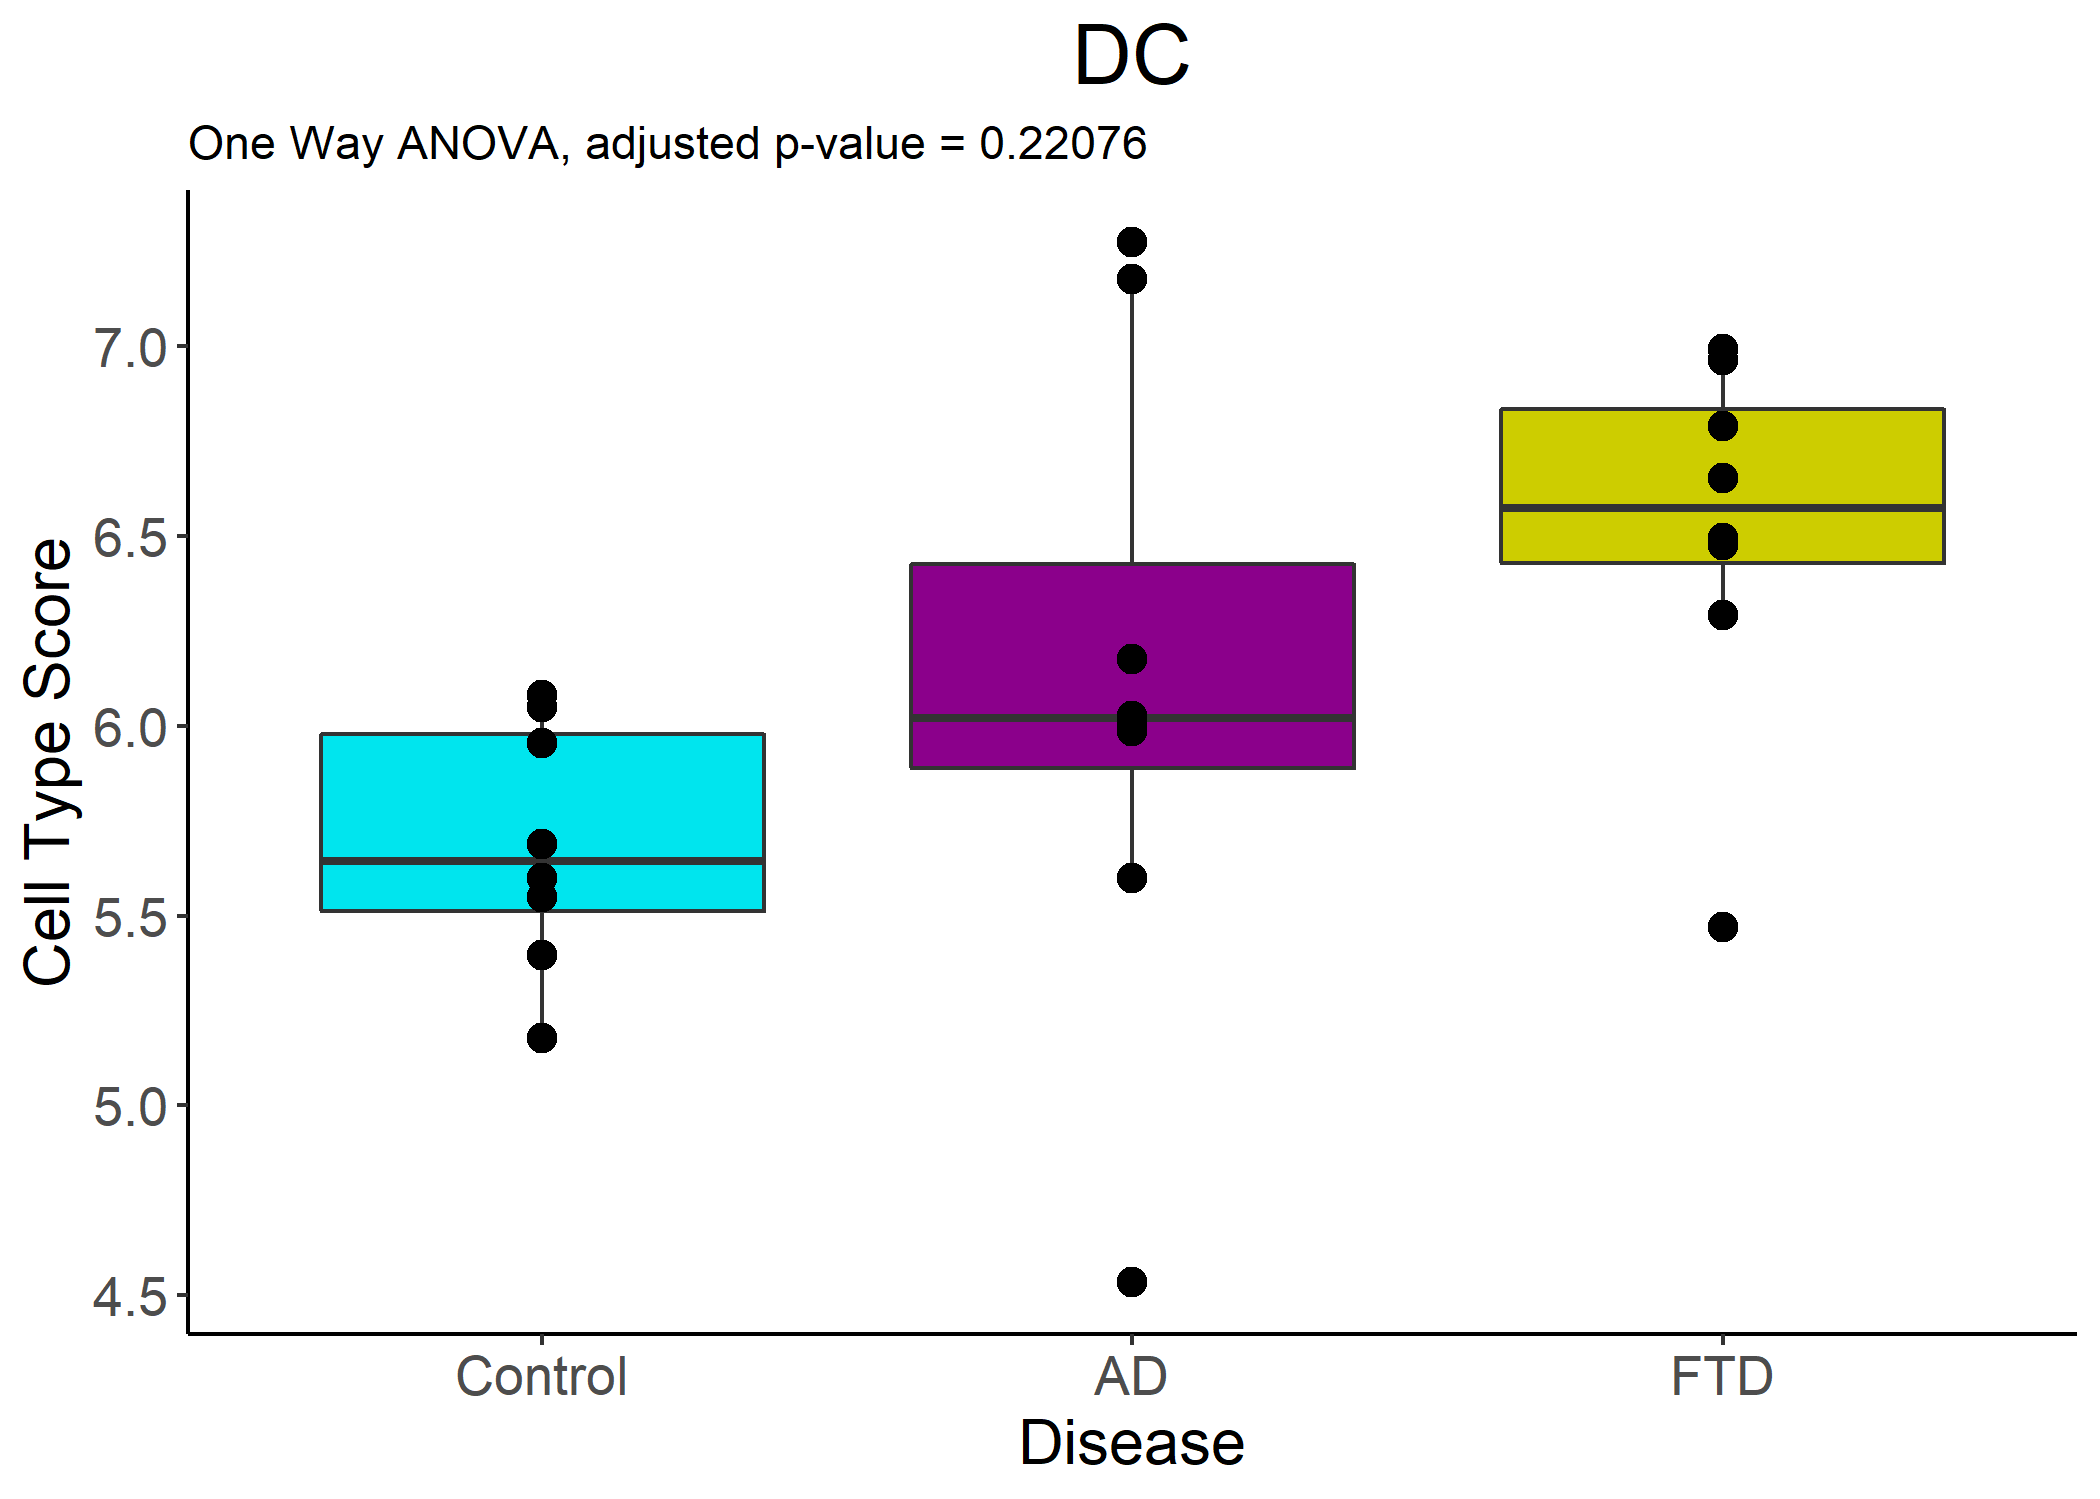 DC
One Way ANOVA, adjusted p-value = 0.22076
Cell Type Score
7.0
6.5
6.0
5.5
5.0
4.5
Control AD FTD
Disease